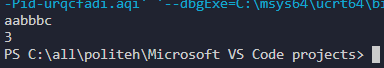 -Pid-urqcfadi.aqi' '--dbgExe=C:\msys64\ucrt64\bi
aabbbc
3
PS C:\all\politeh\Microsoft VS Code projects>